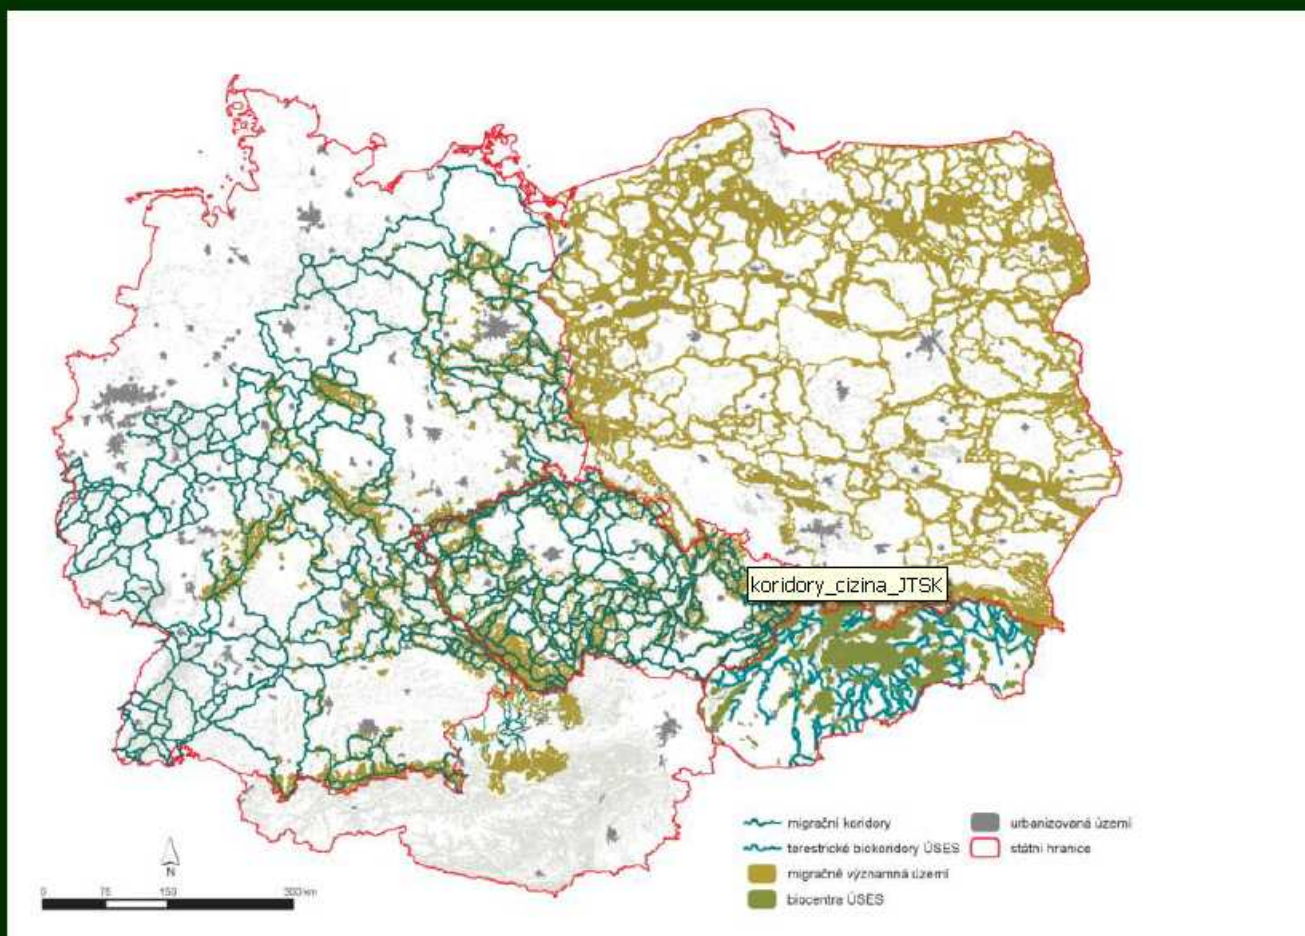 koridory_cizina_JTSK
migrační koridory
terestrické biokoridory ÚSES
migračně významná území
biocentra ÚSES
urbanizovaná území
státní hranice
N
0 75 150 300 km